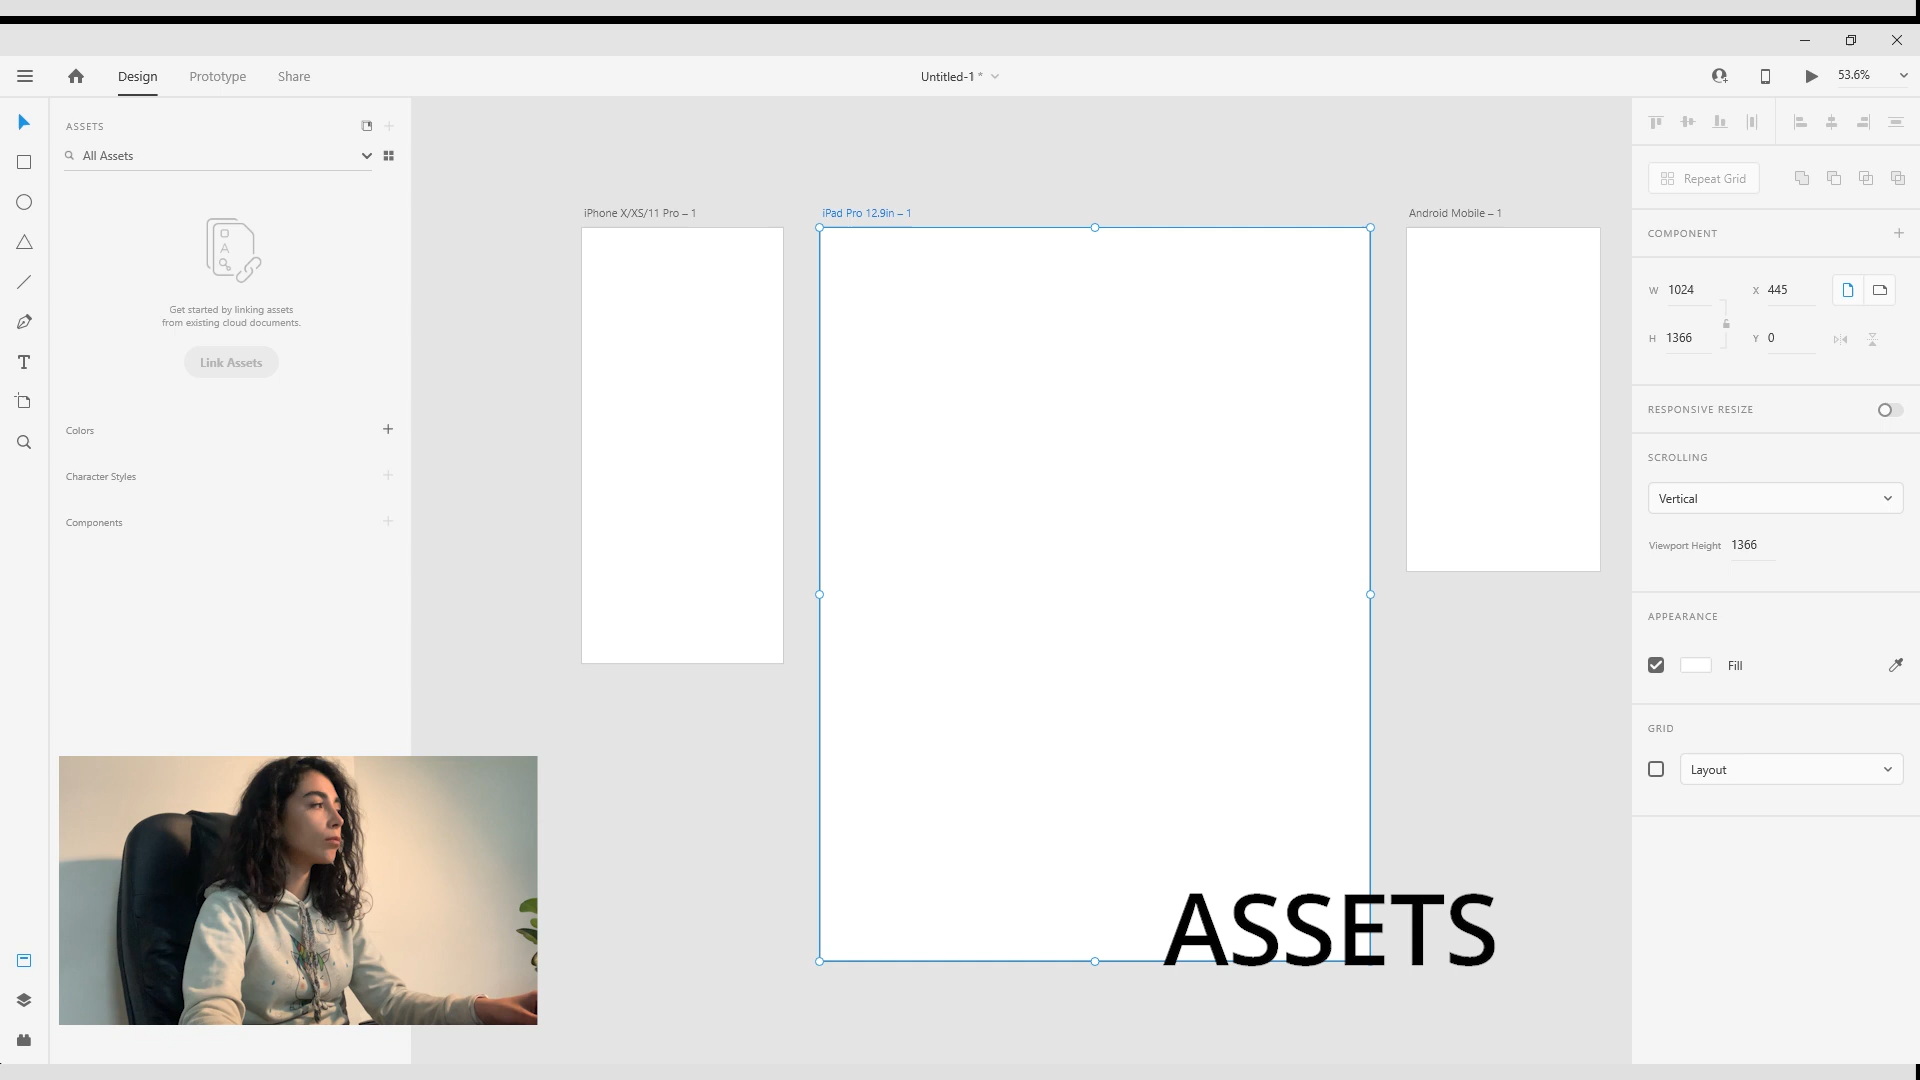 Design
Prototype
Share
Untitled-1 *
53.6%
ASSETS
All Assets
A
Get started by linking assets
from existing cloud documents.
Link Assets
Colors
Character Styles
Components
iPhone X/XS/11 Pro – 1
iPad Pro 12.9in – 1
Android Mobile – 1
ASSETS
Repeat Grid
COMPONENT
W 1024
X 445
H 1366
Y 0
RESPONSIVE RESIZE
SCROLLING
Vertical
Viewport Height 1366
APPEARANCE
Fill
GRID
Layout